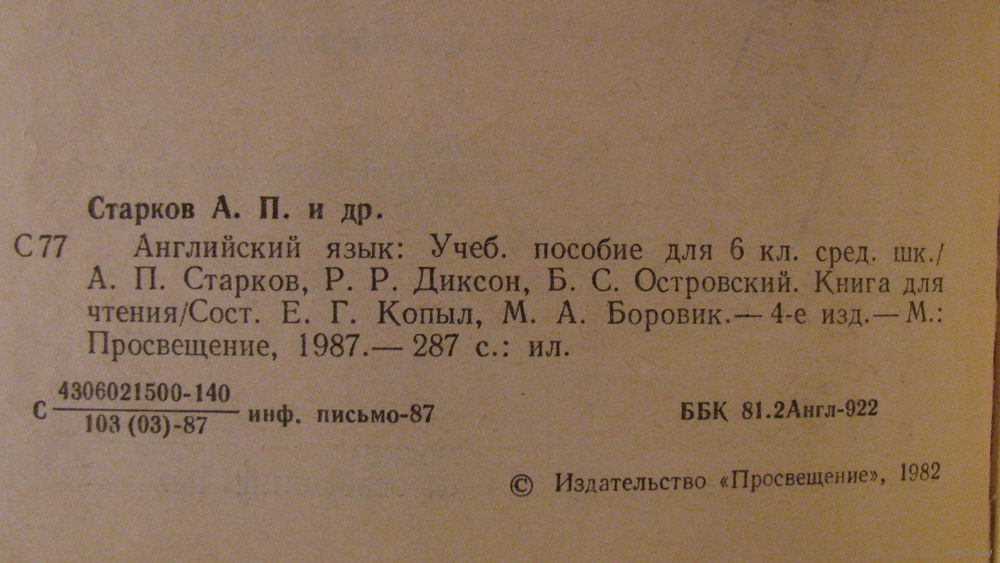 Старков А. П. и др.
С 77 Английский язык: Учеб. пособие для 6 кл. сред. шк./
А. П. Старков, Р. Р. Диксон, Б. С. Островский. Книга для
чтения/Сост. Е. Г. Копыл, М. А. Боровик.— 4-е изд.— М.:
Просвещение, 1987.— 287 с.: ил.
4306021500-140
С инф. письмо-87 ББК 81.2Англ-922
103 (03)-87
© Издательство «Просвещение», 1982